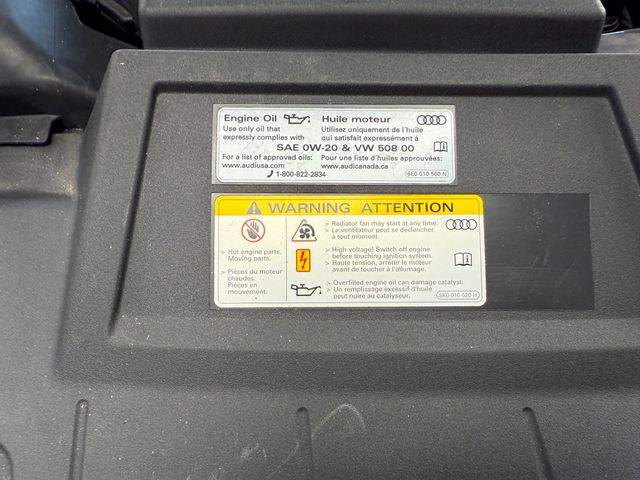 Engine Oil Huile moteur
Use only oil that expressly complies with
Utilisez uniquement de l'huile qui satisfait expressément á
SAE 0W-20 & VW 508 00
For a list of approved oils: www.audiusa.com
Pour une liste d'huiles approuvées: www.audicanada.ca
1-800-822-2834
8E0 010 560 N
WARNING ATTENTION
> Hot engine parts.
Moving parts.
> Pièces du moteur
chaudes.
Pièces en
mouvement.
> Radiator fan may start at any time.
> Le ventilateur peut se déclencher
à tout moment.
> High voltage! Switch off engine
before touching ignition system.
> Haute tension, arrêter le moteur
avant de toucher à l'allumage.
> Overfilled engine oil can damage catalyst.
> Un remplissage excessif d'huile
peut nuire au catalyseur.
8K0 010 520 N